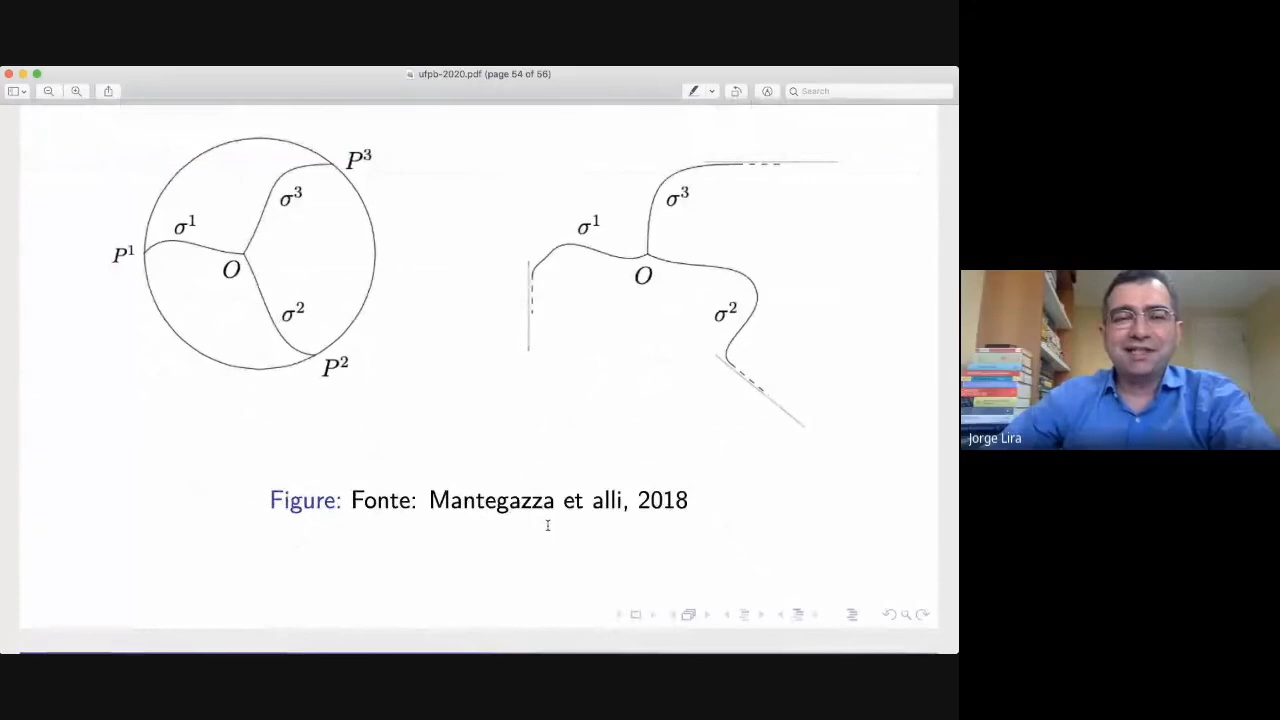 ufpb-2020.pdf (page 54 of 56)
Search
P³
σ³
σ¹
P¹
O
σ²
P²
σ³
σ¹
O
σ²
Figure: Fonte: Mantegazza et alli, 2018
Jorge Lira